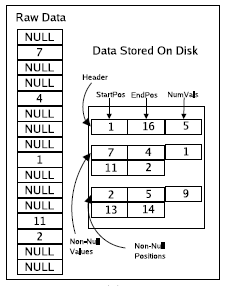 Raw Data
NULL
7
NULL
NULL
4
NULL
NULL
NULL
1
NULL
NULL
NULL
11
2
NULL
NULL
Data Stored On Disk
Header
StartPos EndPos NumVals
1 16 5
7 4 1
11 2
2 5 9
13 14
Non-Null
Values
Non-Null
Positions